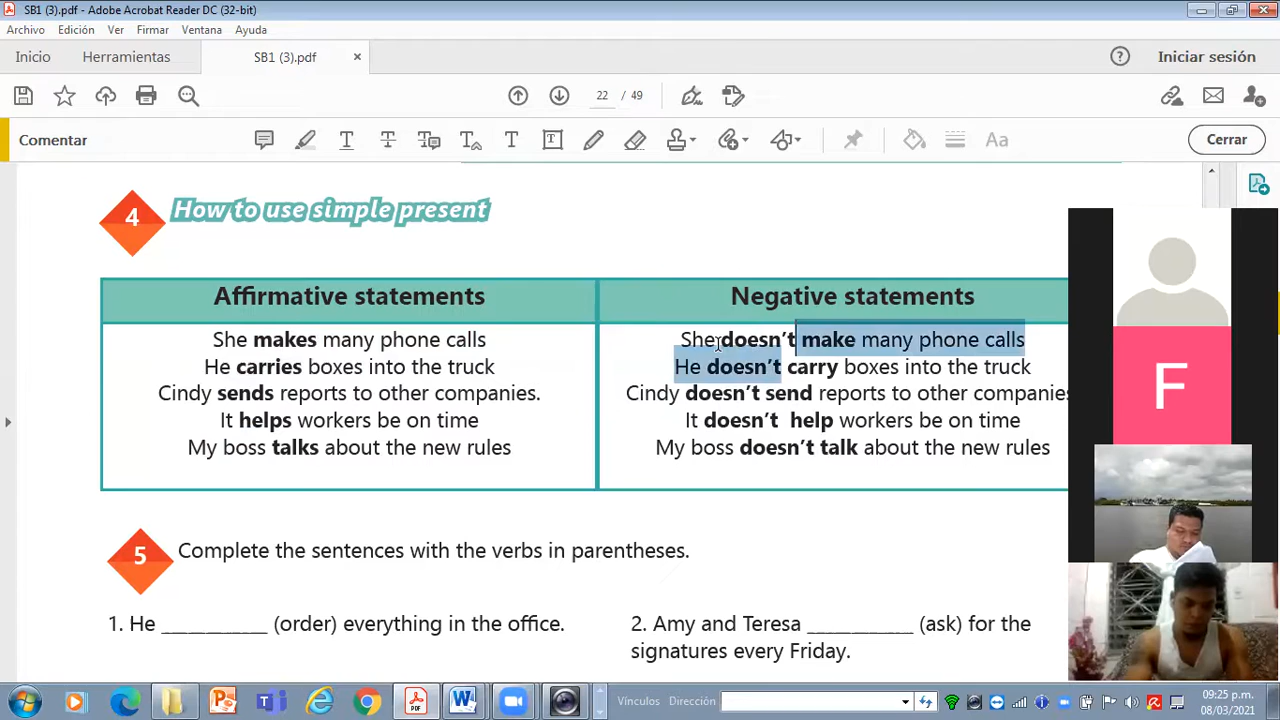 SB1 (3).pdf - Adobe Acrobat Reader DC (32-bit)
Archivo Edición Ver Firmar Ventana Ayuda
Inicio Herramientas SB1 (3).pdf × Iniciar sesión
22 / 49
Comentar Aa Cerrar
4 How to use simple present
Affirmative statements
She makes many phone calls
He carries boxes into the truck
Cindy sends reports to other companies.
It helps workers be on time
My boss talks about the new rules
Negative statements
She doesn't make many phone calls
He doesn't carry boxes into the truck
Cindy doesn't send reports to other companies
It doesn't help workers be on time
My boss doesn't talk about the new rules
F
5 Complete the sentences with the verbs in parentheses.
1. He ____________ (order) everything in the office.
2. Amy and Teresa ____________ (ask) for the
signatures every Friday.
Vínculos Dirección
09:25 p.m.
08/03/2021